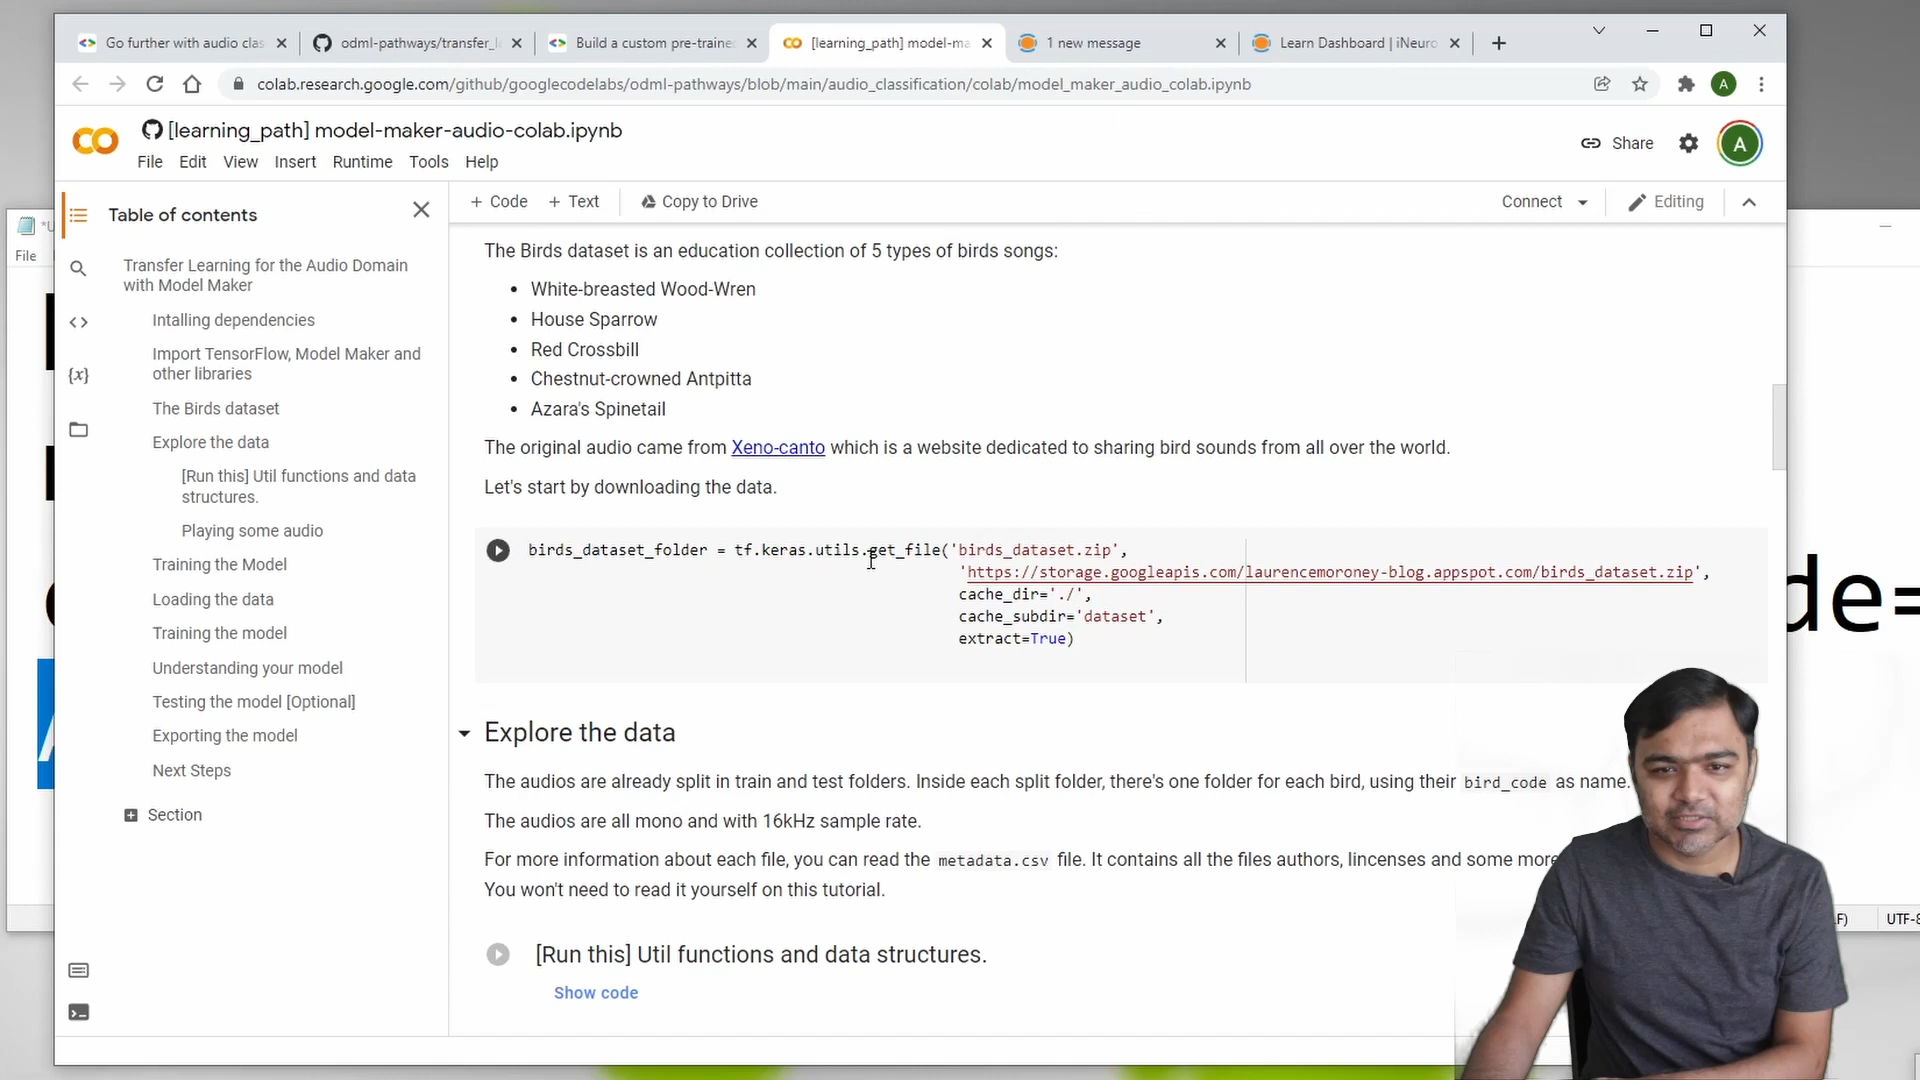 Go further with audio clas
odml-pathways/transfer_l
Build a custom pre-traine
[learning_path] model-ma
1 new message
Learn Dashboard | iNeuro
colab.research.google.com/github/googlecodelabs/odml-pathways/blob/main/audio_classification/colab/model_maker_audio_colab.ipynb
A
[learning_path] model-maker-audio-colab.ipynb
File Edit View Insert Runtime Tools Help
Share
A
Table of contents
+ Code + Text Copy to Drive
Connect Editing
Transfer Learning for the Audio Domain
with Model Maker
Intalling dependencies
Import TensorFlow, Model Maker and
other libraries
The Birds dataset
Explore the data
[Run this] Util functions and data
structures.
Playing some audio
Training the Model
Loading the data
Training the model
Understanding your model
Testing the model [Optional]
Exporting the model
Next Steps
Section
The Birds dataset is an education collection of 5 types of birds songs:
• White-breasted Wood-Wren
• House Sparrow
• Red Crossbill
• Chestnut-crowned Antpitta
• Azara's Spinetail
The original audio came from Xeno-canto which is a website dedicated to sharing bird sounds from all over the world.
Let's start by downloading the data.
birds_dataset_folder = tf.keras.utils.get_file('birds_dataset.zip',
'https://storage.googleapis.com/laurencemoroney-blog.appspot.com/birds_dataset.zip',
cache_dir='./',
cache_subdir='dataset',
extract=True)
Explore the data
The audios are already split in train and test folders. Inside each split folder, there's one folder for each bird, using their bird_code as name.
The audios are all mono and with 16kHz sample rate.
For more information about each file, you can read the metadata.csv file. It contains all the files authors, lincenses and some more
You won't need to read it yourself on this tutorial.
[Run this] Util functions and data structures.
Show code
File
de=
F)
UTF-8